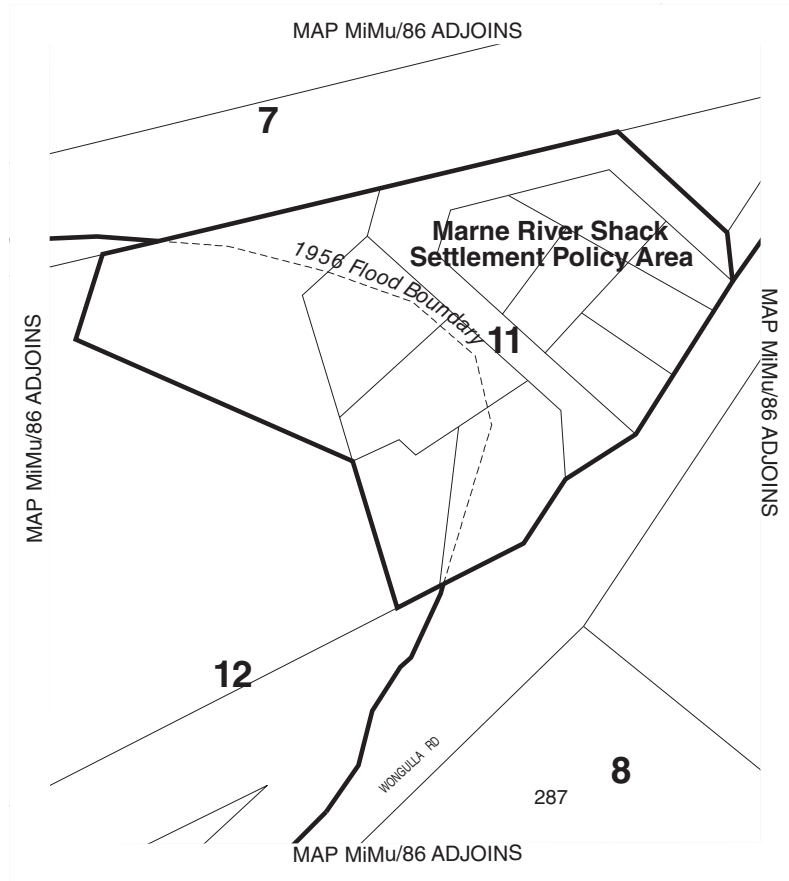 MAP MiMu/86 ADJOINS
7
Marne River Shack
Settlement Policy Area
1956 Flood Boundary
11
MAP MiMu/86 ADJOINS
MAP MiMu/86 ADJOINS
12
WONGULLA RD
8
287
MAP MiMu/86 ADJOINS